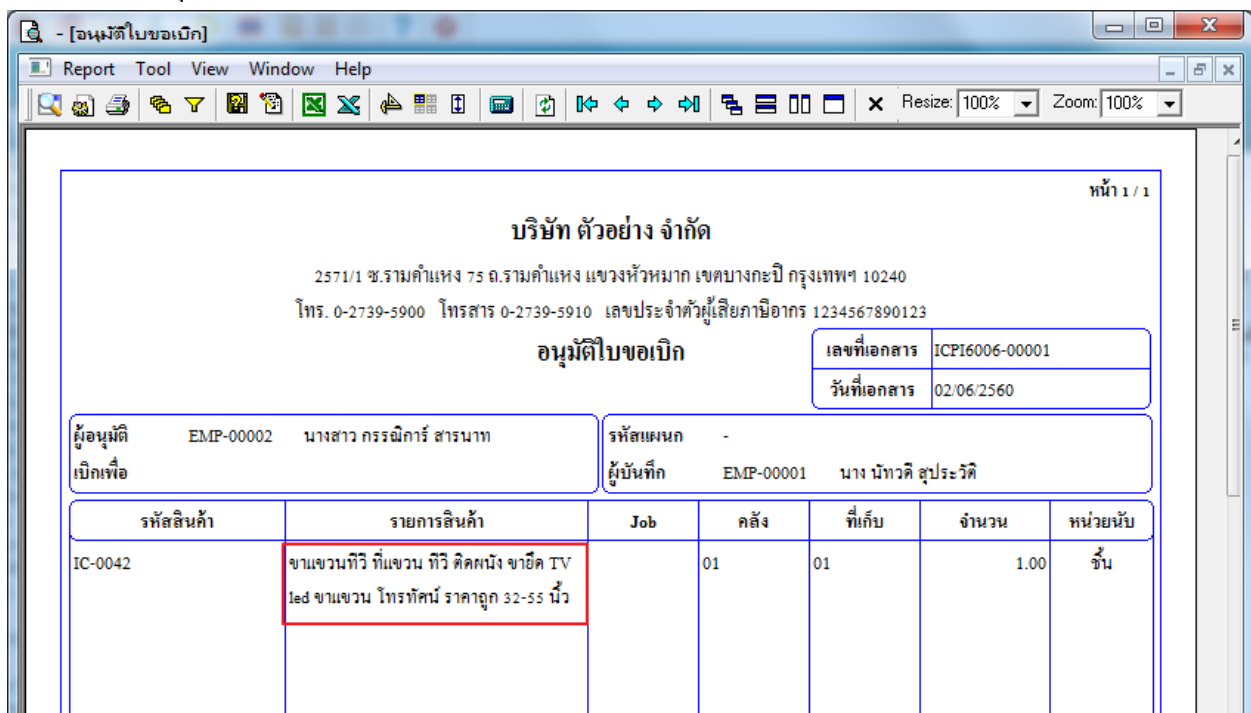 - [อนุมัติใบขอเบิก]
Report Tool View Window Help
Resize: 100% Zoom: 100%
หน้า 1 / 1
บริษัท ตัวอย่าง จำกัด
2571/1 ซ.รามคำแหง 75 ถ.รามคำแหง แขวงหัวหมาก เขตบางกะปิ กรุงเทพฯ 10240
โทร. 0-2739-5900 โทรสาร 0-2739-5910 เลขประจำตัวผู้เสียภาษีอากร 1234567890123
อนุมัติใบขอเบิก
เลขที่เอกสาร ICPI6006-00001
วันที่เอกสาร 02/06/2560
ผู้อนุมัติ EMP-00002 นางสาว กรรณิการ์ สารนาท
รหัสแผนก -
เบิกเพื่อ
ผู้บันทึก EMP-00001 นาง นัทวดี สุประวัติ
รหัสสินค้า รายการสินค้า Job คลัง ที่เก็บ จำนวน หน่วยนับ
IC-0042 ขาแขวนทีวี ที่แขวน ทีวี ติดผนัง ขายึด TV 01 01 1.00 ชิ้น
led ขาแขวน โทรทัศน์ ราคาถูก 32-55 นิ้ว